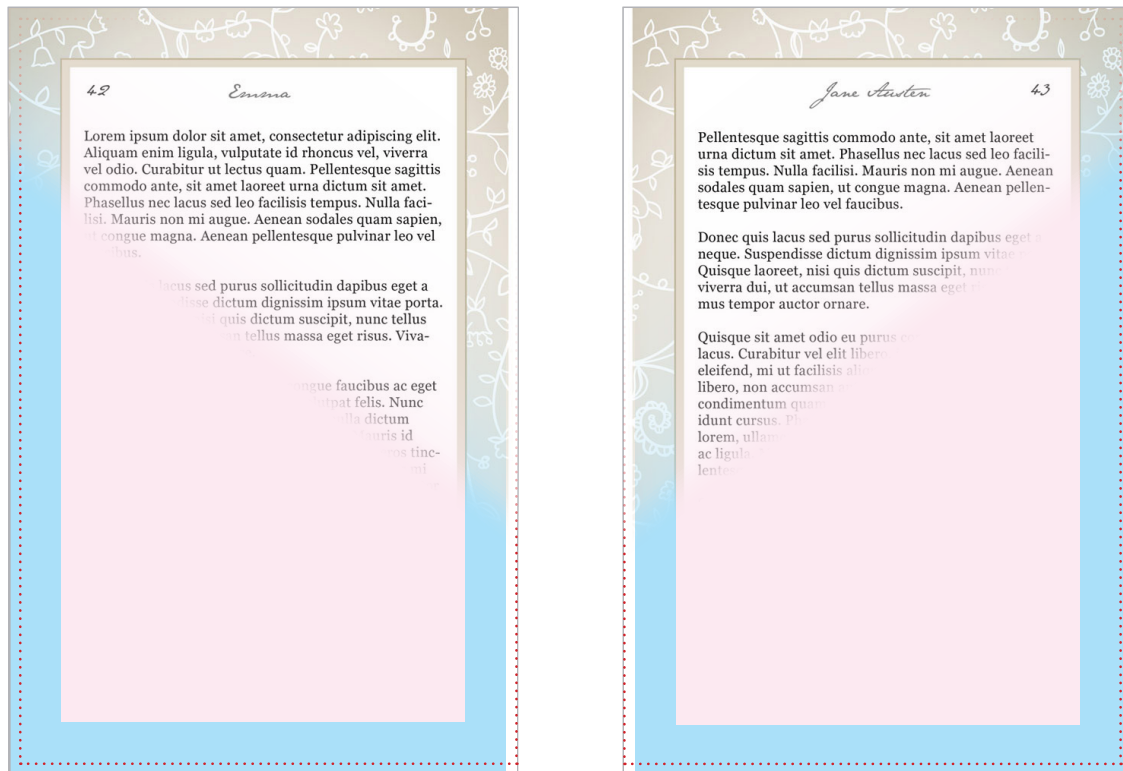 42
Emma
Lorem ipsum dolor sit amet, consectetur adipiscing elit.
Aliquam enim ligula, vulputate id rhoncus vel, viverra
vel odio. Curabitur ut lectus quam. Pellentesque sagittis
commodo ante, sit amet laoreet urna dictum sit amet.
Phasellus nec lacus sed leo facilisis tempus. Nulla faci-
lisi. Mauris non mi augue. Aenean sodales quam sapien,
ut congue magna. Aenean pellentesque pulvinar leo vel
lacus sed purus sollicitudin dapibus eget a
dictum dignissim ipsum vitae porta.
quis dictum suscipit, nunc tellus
tellus massa eget risus. Viva-
faucibus ac eget
felis. Nunc
dictum
id
tinc-
mi
Jane Austen
43
Pellentesque sagittis commodo ante, sit amet laoreet
urna dictum sit amet. Phasellus nec lacus sed leo facili-
sis tempus. Nulla facilisi. Mauris non mi augue. Aenean
sodales quam sapien, ut congue magna. Aenean pellen-
tesque pulvinar leo vel faucibus.
Donec quis lacus sed purus sollicitudin dapibus eget a
neque. Suspendisse dictum dignissim ipsum vitae
Quisque laoreet, nisi quis dictum suscipit,
viverra dui, ut accumsan tellus massa eget
mus tempor auctor ornare.
Quisque sit amet odio eu purus
lacus. Curabitur vel elit libero
eleifend, mi ut facilisis
libero, non accumsan
condimentum quam
idunt cursus.
lorem,
ac ligula